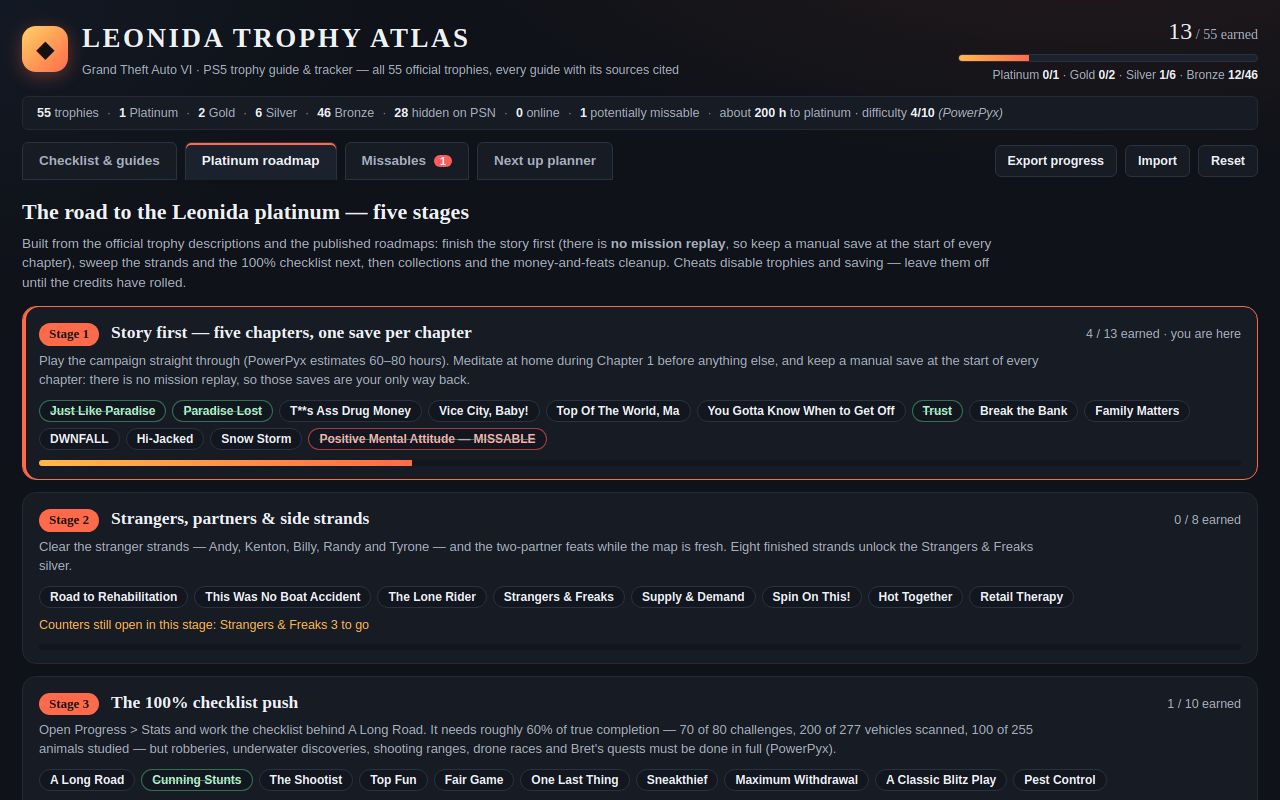 LEONIDA TROPHY ATLAS
Grand Theft Auto VI · PS5 trophy guide & tracker — all 55 official trophies, every guide with its sources cited
13 / 55 earned
Platinum 0/1 · Gold 0/2 · Silver 1/6 · Bronze 12/46
55 trophies · 1 Platinum · 2 Gold · 6 Silver · 46 Bronze · 28 hidden on PSN · 0 online · 1 potentially missable · about 200 h to platinum · difficulty 4/10 (PowerPyx)
Checklist & guides Platinum roadmap Missables 1 Next up planner Export progress Import Reset
The road to the Leonida platinum — five stages
Built from the official trophy descriptions and the published roadmaps: finish the story first (there is no mission replay, so keep a manual save at the start of every
chapter), sweep the strands and the 100% checklist next, then collections and the money-and-feats cleanup. Cheats disable trophies and saving — leave them off
until the credits have rolled.
Stage 1 Story first — five chapters, one save per chapter 4 / 13 earned · you are here
Play the campaign straight through (PowerPyx estimates 60–80 hours). Meditate at home during Chapter 1 before anything else, and keep a manual save at the start of every
chapter: there is no mission replay, so those saves are your only way back.
Just Like Paradise Paradise Lost T**s Ass Drug Money Vice City, Baby! Top Of The World, Ma You Gotta Know When to Get Off Trust Break the Bank Family Matters
DWNFALL Hi-Jacked Snow Storm Positive Mental Attitude — MISSABLE
Stage 2 Strangers, partners & side strands 0 / 8 earned
Clear the stranger strands — Andy, Kenton, Billy, Randy and Tyrone — and the two-partner feats while the map is fresh. Eight finished strands unlock the Strangers & Freaks
silver.
Road to Rehabilitation This Was No Boat Accident The Lone Rider Strangers & Freaks Supply & Demand Spin On This! Hot Together Retail Therapy
Counters still open in this stage: Strangers & Freaks 3 to go
Stage 3 The 100% checklist push 1 / 10 earned
Open Progress > Stats and work the checklist behind A Long Road. It needs roughly 60% of true completion — 70 of 80 challenges, 200 of 277 vehicles scanned, 100 of 255
animals studied — but robberies, underwater discoveries, shooting ranges, drone races and Bret's quests must be done in full (PowerPyx).
A Long Road Cunning Stunts The Shootist Top Fun Fair Game One Last Thing Sneakthief Maximum Withdrawal A Classic Blitz Play Pest Control